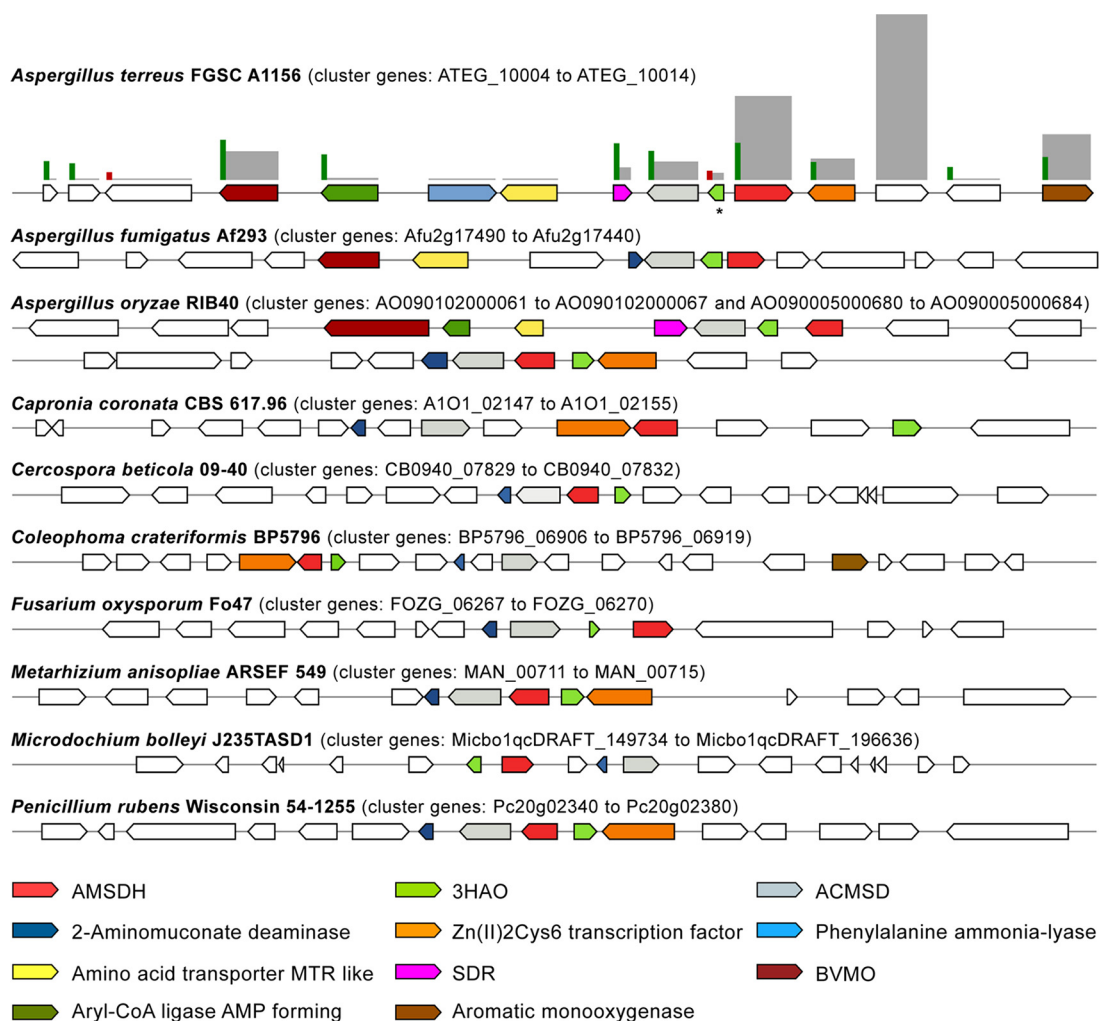 Aspergillus terreus FGSC A1156 (cluster genes: ATEG_10004 to ATEG_10014)
*
Aspergillus fumigatus Af293 (cluster genes: Afu2g17490 to Afu2g17440)
Aspergillus oryzae RIB40 (cluster genes: AO090102000061 to AO090102000067 and AO090005000680 to AO090005000684)
Capronia coronata CBS 617.96 (cluster genes: A1O1_02147 to A1O1_02155)
Cercospora beticola 09-40 (cluster genes: CB0940_07829 to CB0940_07832)
Coleophoma crateriformis BP5796 (cluster genes: BP5796_06906 to BP5796_06919)
Fusarium oxysporum Fo47 (cluster genes: FOZG_06267 to FOZG_06270)
Metarhizium anisopliae ARSEF 549 (cluster genes: MAN_00711 to MAN_00715)
Microdochium bolleyi J235TASD1 (cluster genes: Micbo1qcDRAFT_149734 to Micbo1qcDRAFT_196636)
Penicillium rubens Wisconsin 54-1255 (cluster genes: Pc20g02340 to Pc20g02380)
AMSDH 3HAO ACMSD
2-Aminomuconate deaminase Zn(II)2Cys6 transcription factor Phenylalanine ammonia-lyase
Amino acid transporter MTR like SDR BVMO
Aryl-CoA ligase AMP forming Aromatic monooxygenase